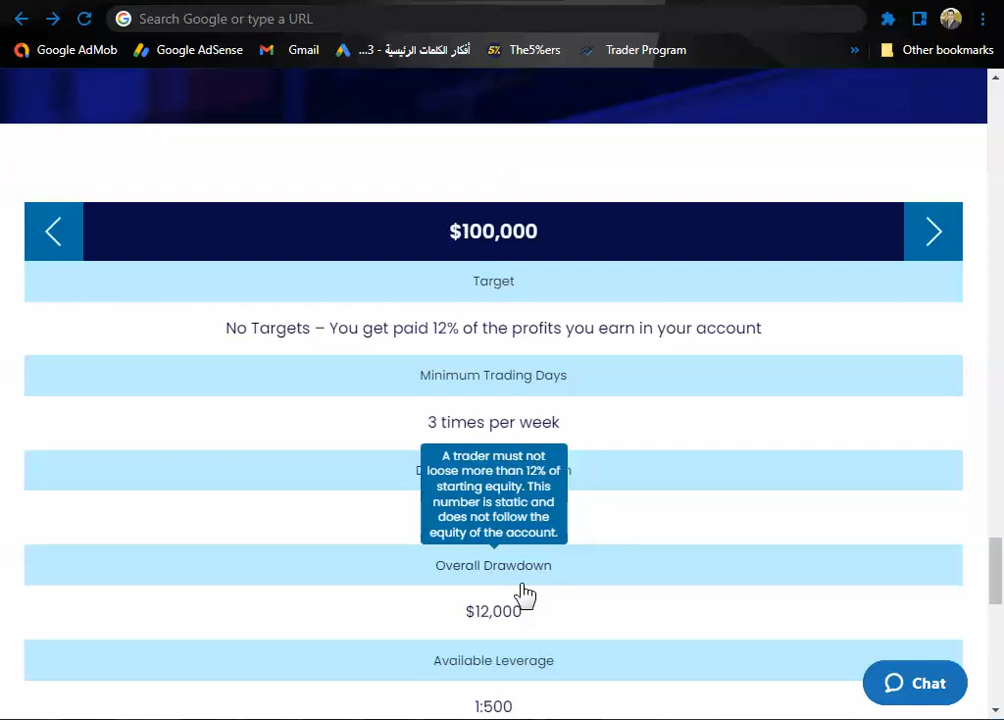 Search Google or type a URL
Google AdMob
Google AdSense
Gmail
أفكار الكلمات الرئيسية - 3...
The5%ers
Trader Program
»
Other bookmarks
$100,000
Target
No Targets – You get paid 12% of the profits you earn in your account
Minimum Trading Days
3 times per week
A trader must not
loose more than 12% of
starting equity. This
number is static and
does not follow the
equity of the account.
Overall Drawdown
$12,000
Available Leverage
1:500
Chat